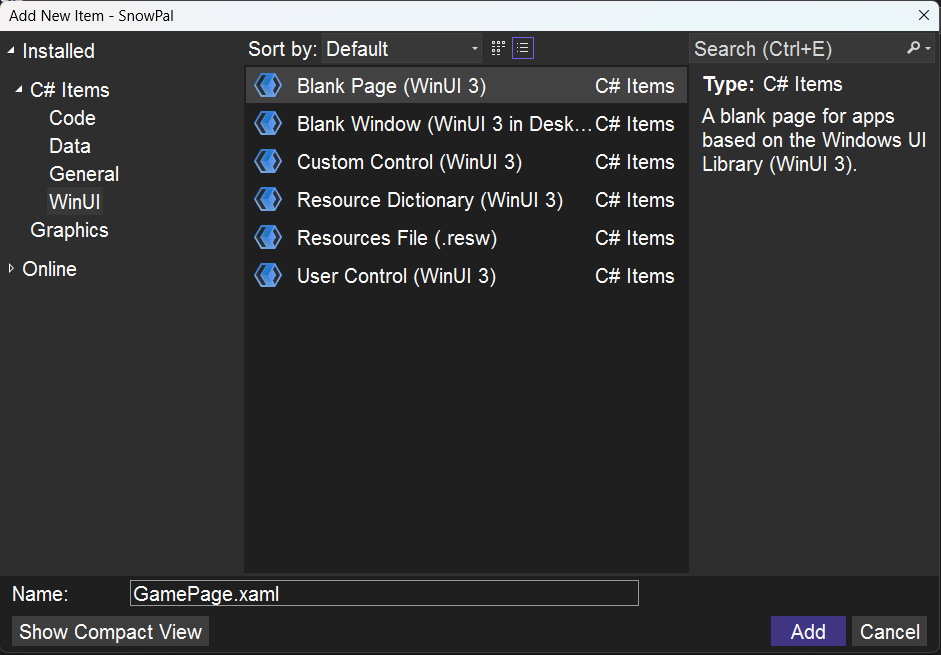 Add New Item - SnowPal
Installed
C# Items
Code
Data
General
WinUI
Graphics
Online
Sort by: Default
Blank Page (WinUI 3) C# Items
Blank Window (WinUI 3 in Desk... C# Items
Custom Control (WinUI 3) C# Items
Resource Dictionary (WinUI 3) C# Items
Resources File (.resw) C# Items
User Control (WinUI 3) C# Items
Search (Ctrl+E)
Type: C# Items
A blank page for apps
based on the Windows UI
Library (WinUI 3).
Name: GamePage.xaml
Show Compact View
Add Cancel